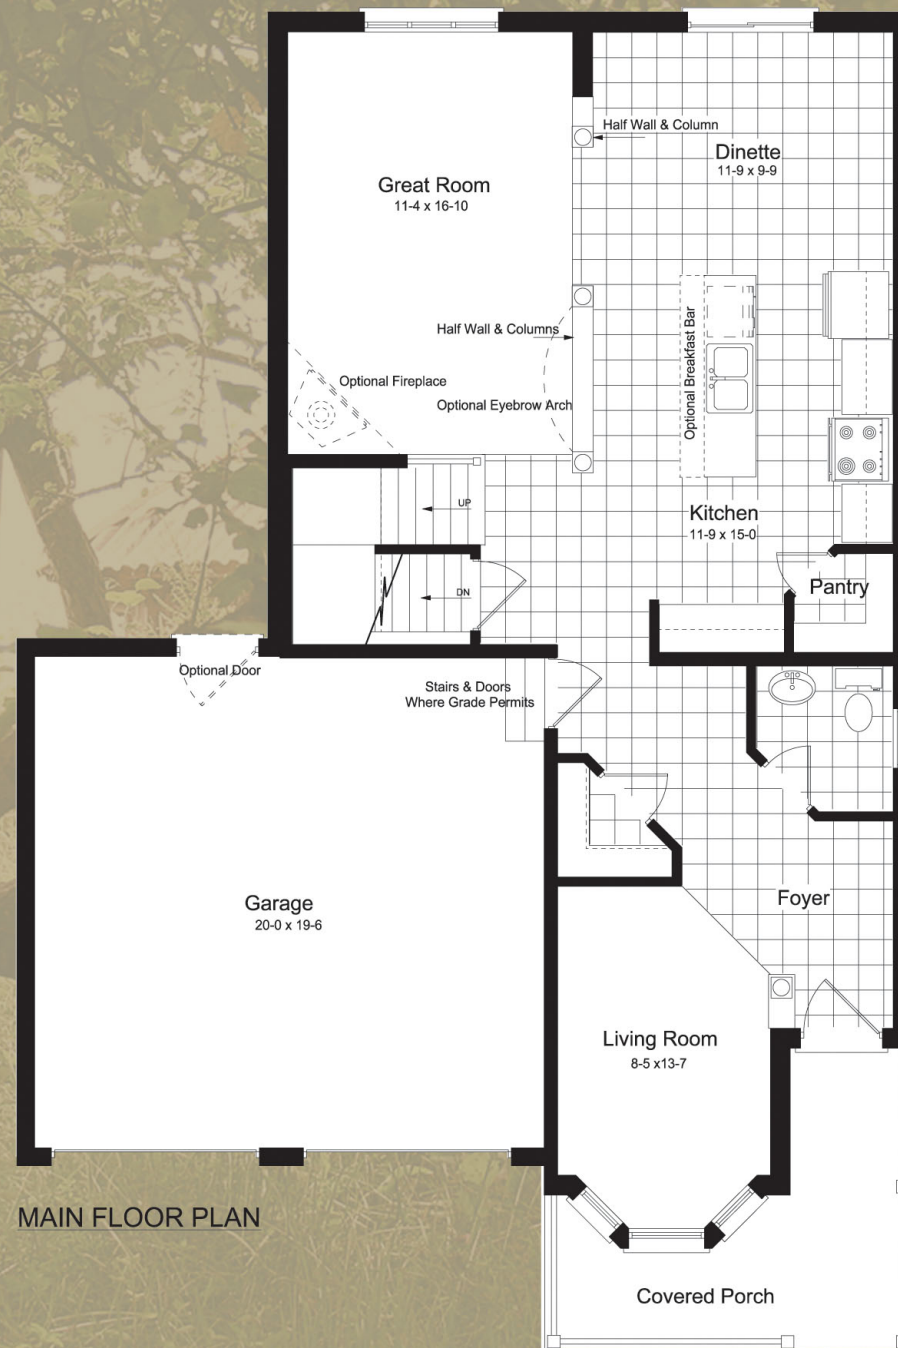 Half Wall & Column
Dinette
11-9 x 9-9
Great Room
11-4 x 16-10
Half Wall & Columns
Optional Breakfast Bar
Optional Fireplace
Optional Eyebrow Arch
UP
Kitchen
11-9 x 15-0
Pantry
DN
Optional Door
Stairs & Doors
Where Grade Permits
Garage
20-0 x 19-6
Foyer
Living Room
8-5 x13-7
MAIN FLOOR PLAN
Covered Porch